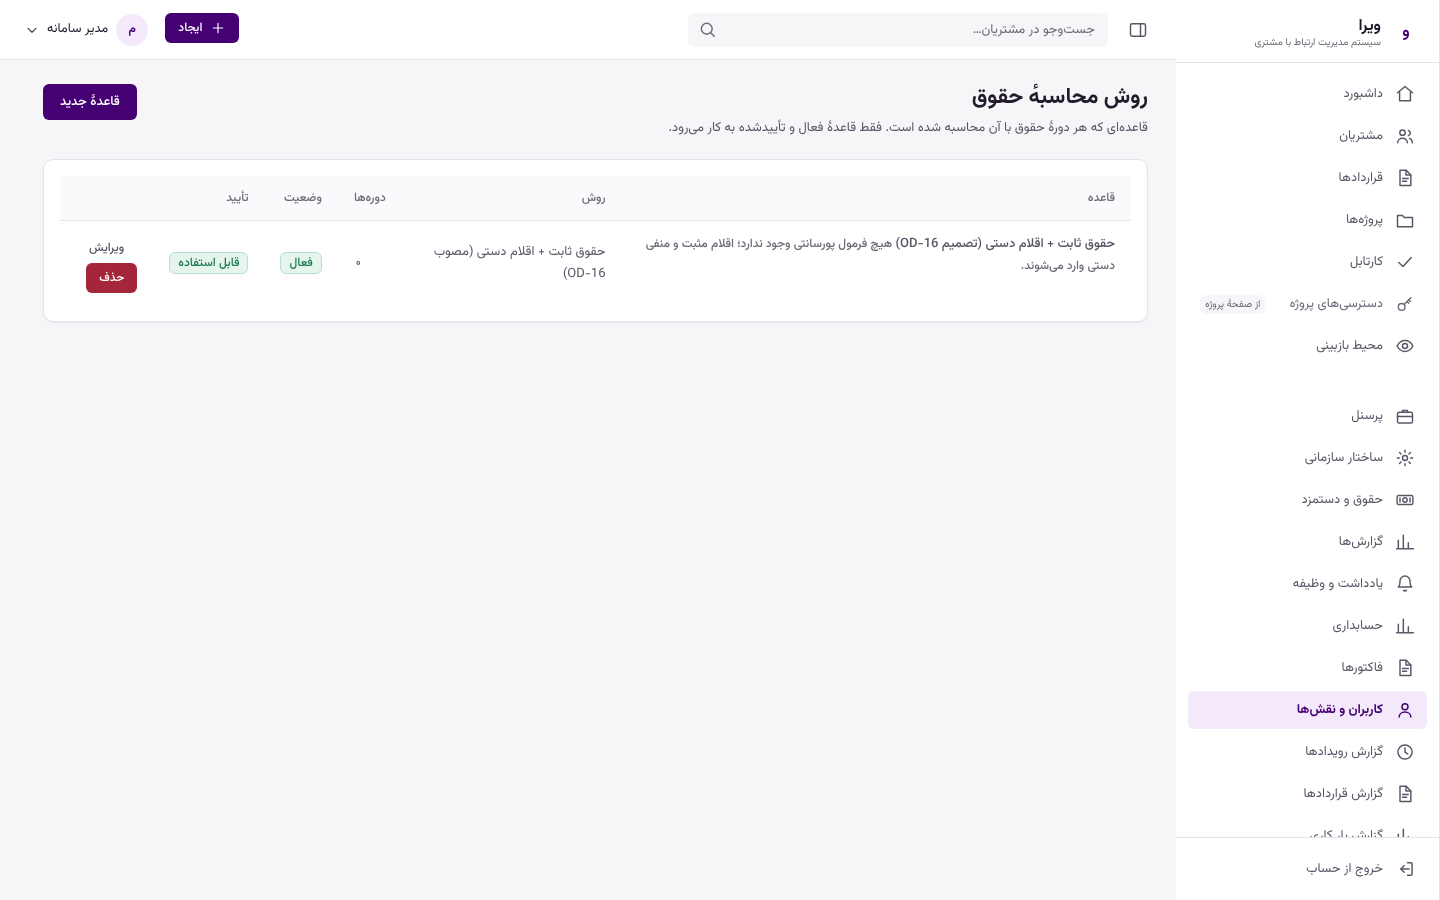 و
ویرا
سیستم مدیریت ارتباط با مشتری
داشبورد
مشتریان
قراردادها
پروژه‌ها
کارتابل
دسترسی‌های پروژه
از صفحهٔ پروژه
محیط بازبینی
پرسنل
ساختار سازمانی
حقوق و دستمزد
گزارش‌ها
یادداشت و وظیفه
حسابداری
فاکتورها
کاربران و نقش‌ها
گزارش رویدادها
گزارش قراردادها
گزارش بار کاری
خروج از حساب
جست‌وجو در مشتریان...
ایجاد
م
مدیر سامانه
روش محاسبهٔ حقوق
قاعده‌ای که هر دورهٔ حقوق با آن محاسبه شده است. فقط قاعدهٔ فعال و تأییدشده به کار می‌رود.
قاعدهٔ جدید
قاعده
روش
دوره‌ها
وضعیت
تأیید
حقوق ثابت + اقلام دستی (تصمیم OD-16) هیچ فرمول پورسانتی وجود ندارد؛ اقلام مثبت و منفی
دستی وارد می‌شوند.
حقوق ثابت + اقلام دستی (مصوب
OD-16)
۰
فعال
قابل استفاده
ویرایش
حذف